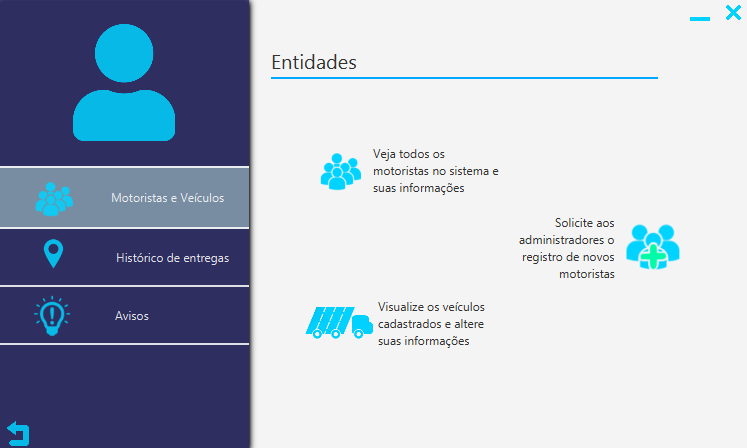 Entidades
Motoristas e Veículos
Histórico de entregas
Avisos
Veja todos os
motoristas no sistema e
suas informações
Solicite aos
administradores o
registro de novos
motoristas
Visualize os veículos
cadastrados e altere
suas informações